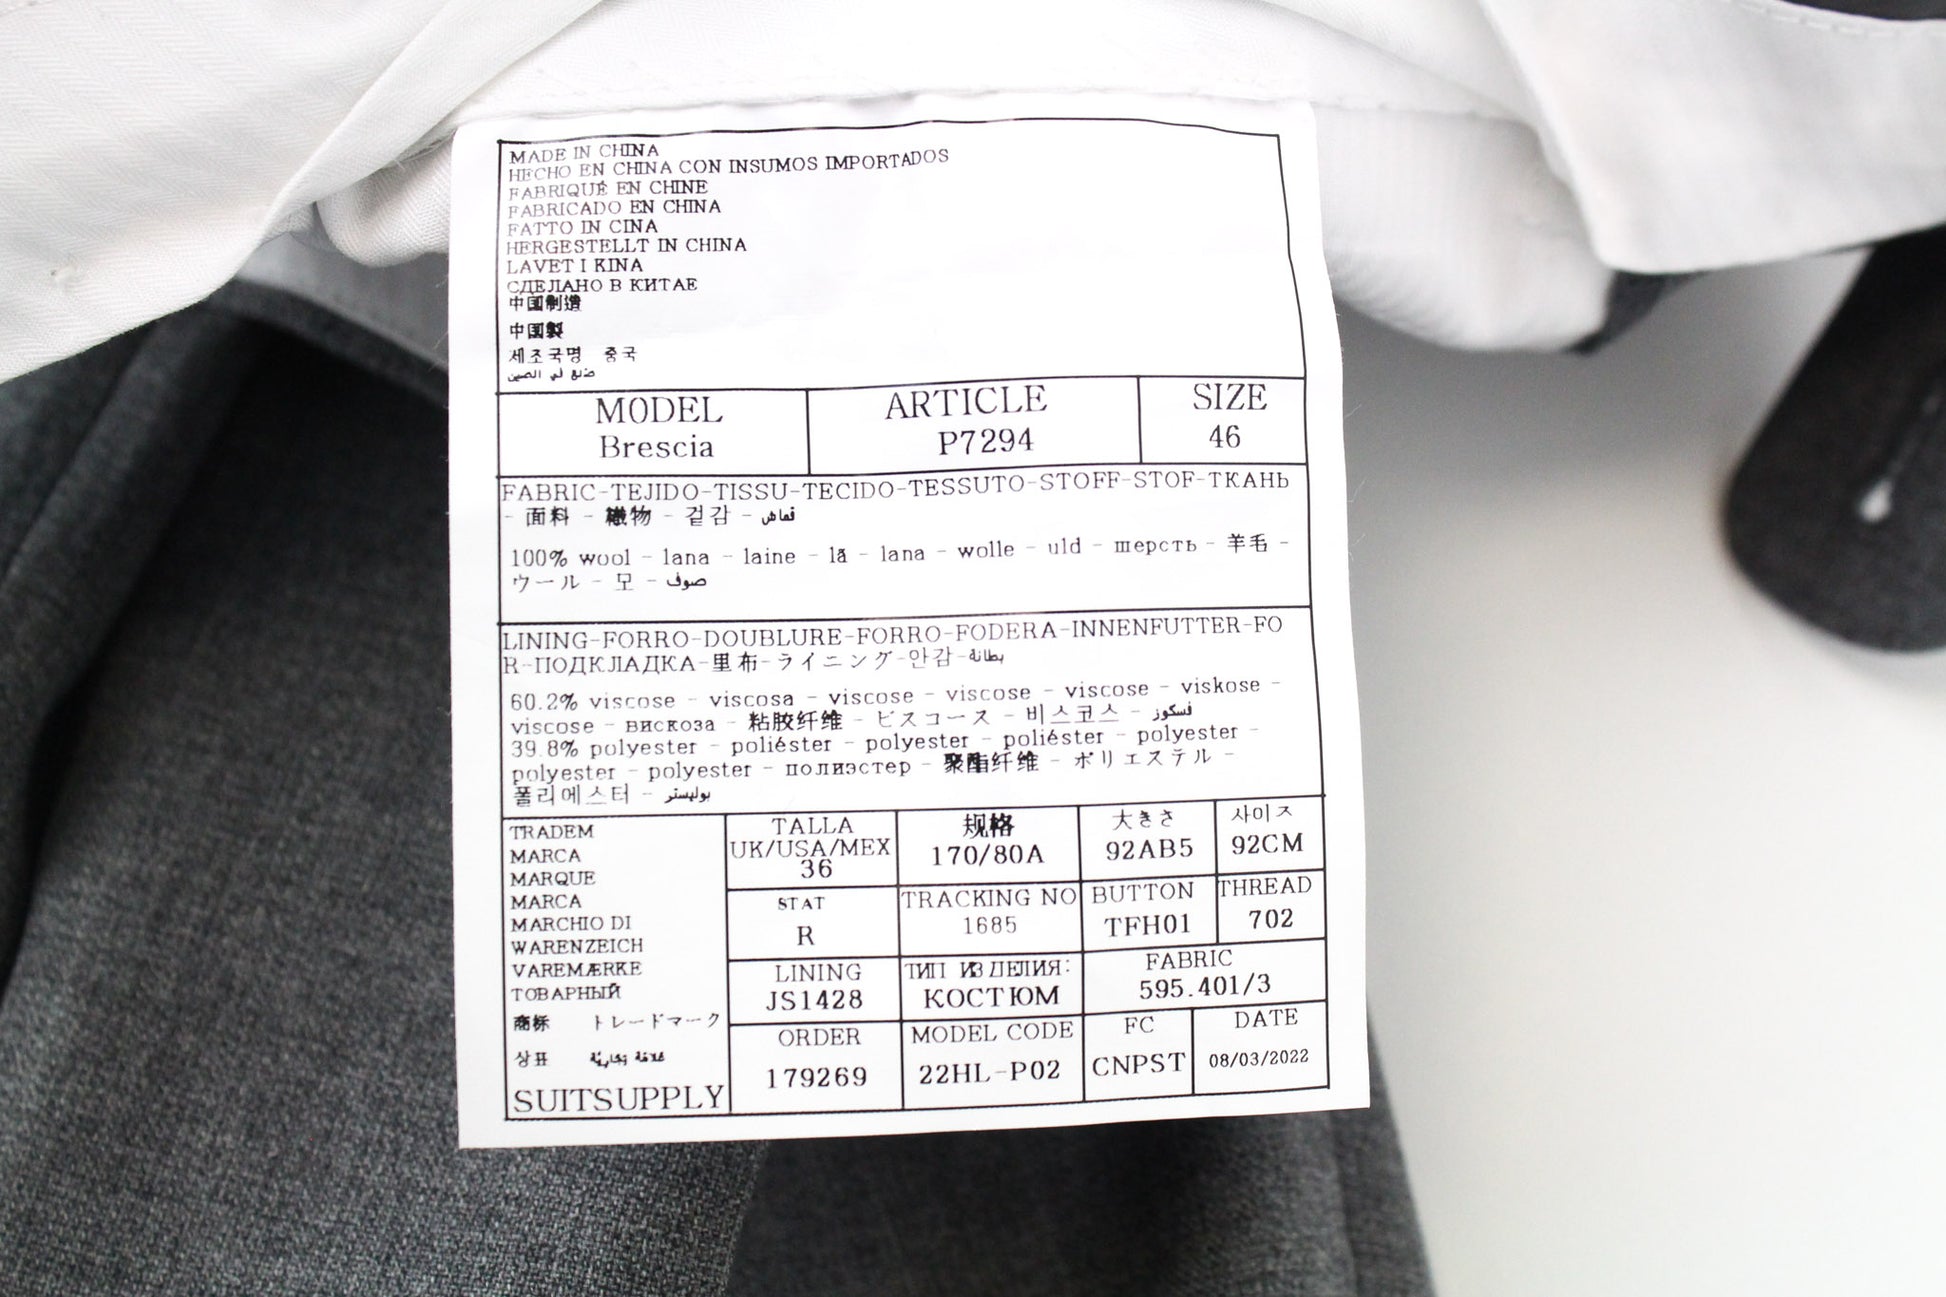 MADE IN CHINA
HECHO EN CHINA CON INSUMOS IMPORTADOS
FABRIQUÉ EN CHINE
FABRICADO EN CHINA
FATTO IN CINA
HERGESTELLT IN CHINA
LAVET I KINA
СДЕЛАНО В КИТАЕ
中国制造
中国製
세조국명 중국
صنع في الصين
MODEL ARTICLE SIZE
Brescia P7294 46
FABRIC-TEJIDO-TISSU-TECIDO-TESSUTO-STOFF-STOF-ТКАНЬ
- 面料 - 織物 - 겉감 - قماش
100% wool - lana - laine - lã - lana - wolle - uld - шерсть - 羊毛 -
ウール - 모 - صوف
LINING-FORRO-DOUBLURE-FORRO-FODERA-INNENFUTTER-FO
R-ПОДКЛАДКА-里布-ライニング-안감-بطانة
60.2% viscose - viscosa - viscose - viscose - viscose - viskose -
viscose - вискоза - 粘胶纤维 - ビスコース - 비스코스 - فسكوز
39.8% polyester - poliéster - polyester - poliéster - polyester -
polyester - polyester - полиэстер - 聚酯纤维 - ポリエステル -
폴리에스터 - بوليستر
TRADEM
MARCA
MARQUE
MARCA
MARCHIO DI
WARENZEICH
VAREMÆRKE
ТОВАРНЫЙ
商标 トレードマーク
상표 علامة تجارية
SUITSUPPLY
TALLA
UK/USA/MEX
36
规格
170/80A
大きさ
92AB5
사이즈
92CM
STAT
R
TRACKING NO
1685
BUTTON
TFH01
THREAD
702
LINING
JS1428
ТИП ИЗДЕЛИЯ:
КОСТЮМ
FABRIC
595.401/3
ORDER
179269
MODEL CODE
22HL-P02
FC
CNPST
DATE
08/03/2022